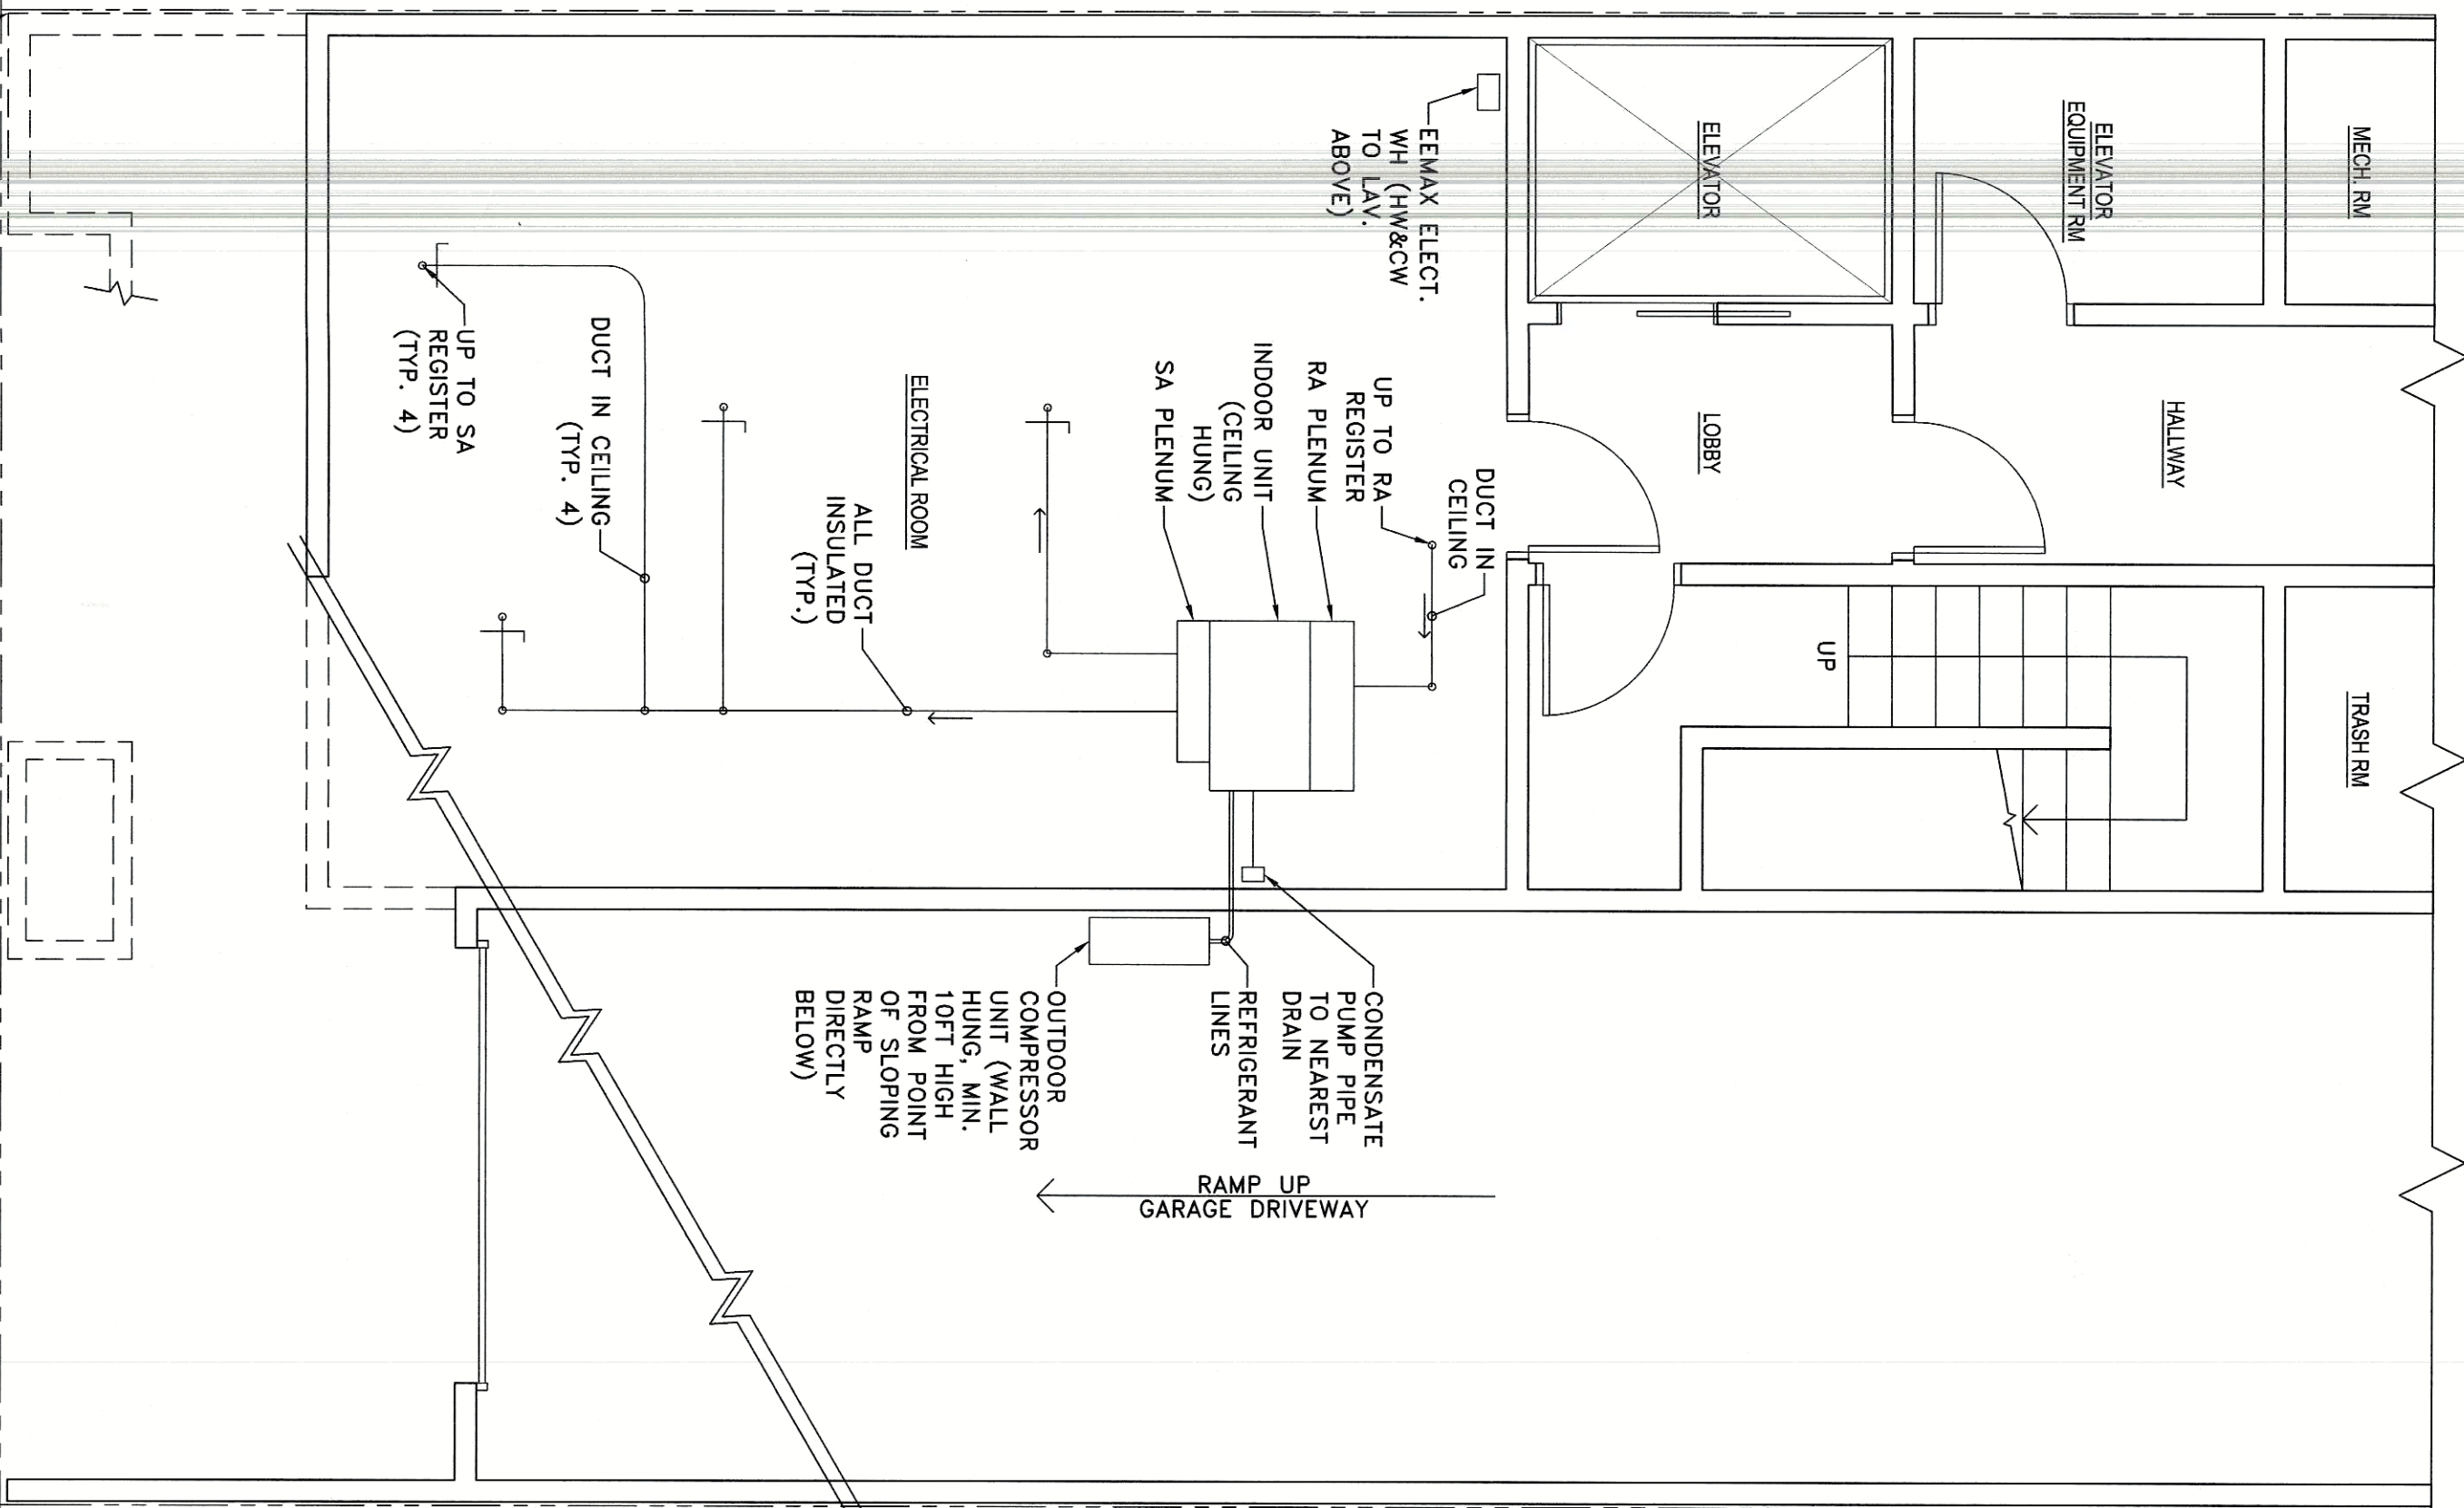 MECH. RM
ELEVATOR
EQUIPMENT RM
ELEVATOR
HALLWAY
LOBBY
TRASH RM
UP
EEMAX ELECT.
WH (HW&CW
TO LAV.
ABOVE)
DUCT IN
CEILING
UP TO RA
REGISTER
RA PLENUM
INDOOR UNIT
(CEILING
HUNG)
SA PLENUM
ELECTRICAL ROOM
ALL DUCT
INSULATED
(TYP.)
DUCT IN CEILING
(TYP. 4)
UP TO SA
REGISTER
(TYP. 4)
CONDENSATE
PUMP PIPE
TO NEAREST
DRAIN
REFRIGERANT
LINES
OUTDOOR
COMPRESSOR
UNIT (WALL
HUNG, MIN.
10FT HIGH
FROM POINT
OF SLOPING
RAMP
DIRECTLY
BELOW)
RAMP UP
GARAGE DRIVEWAY